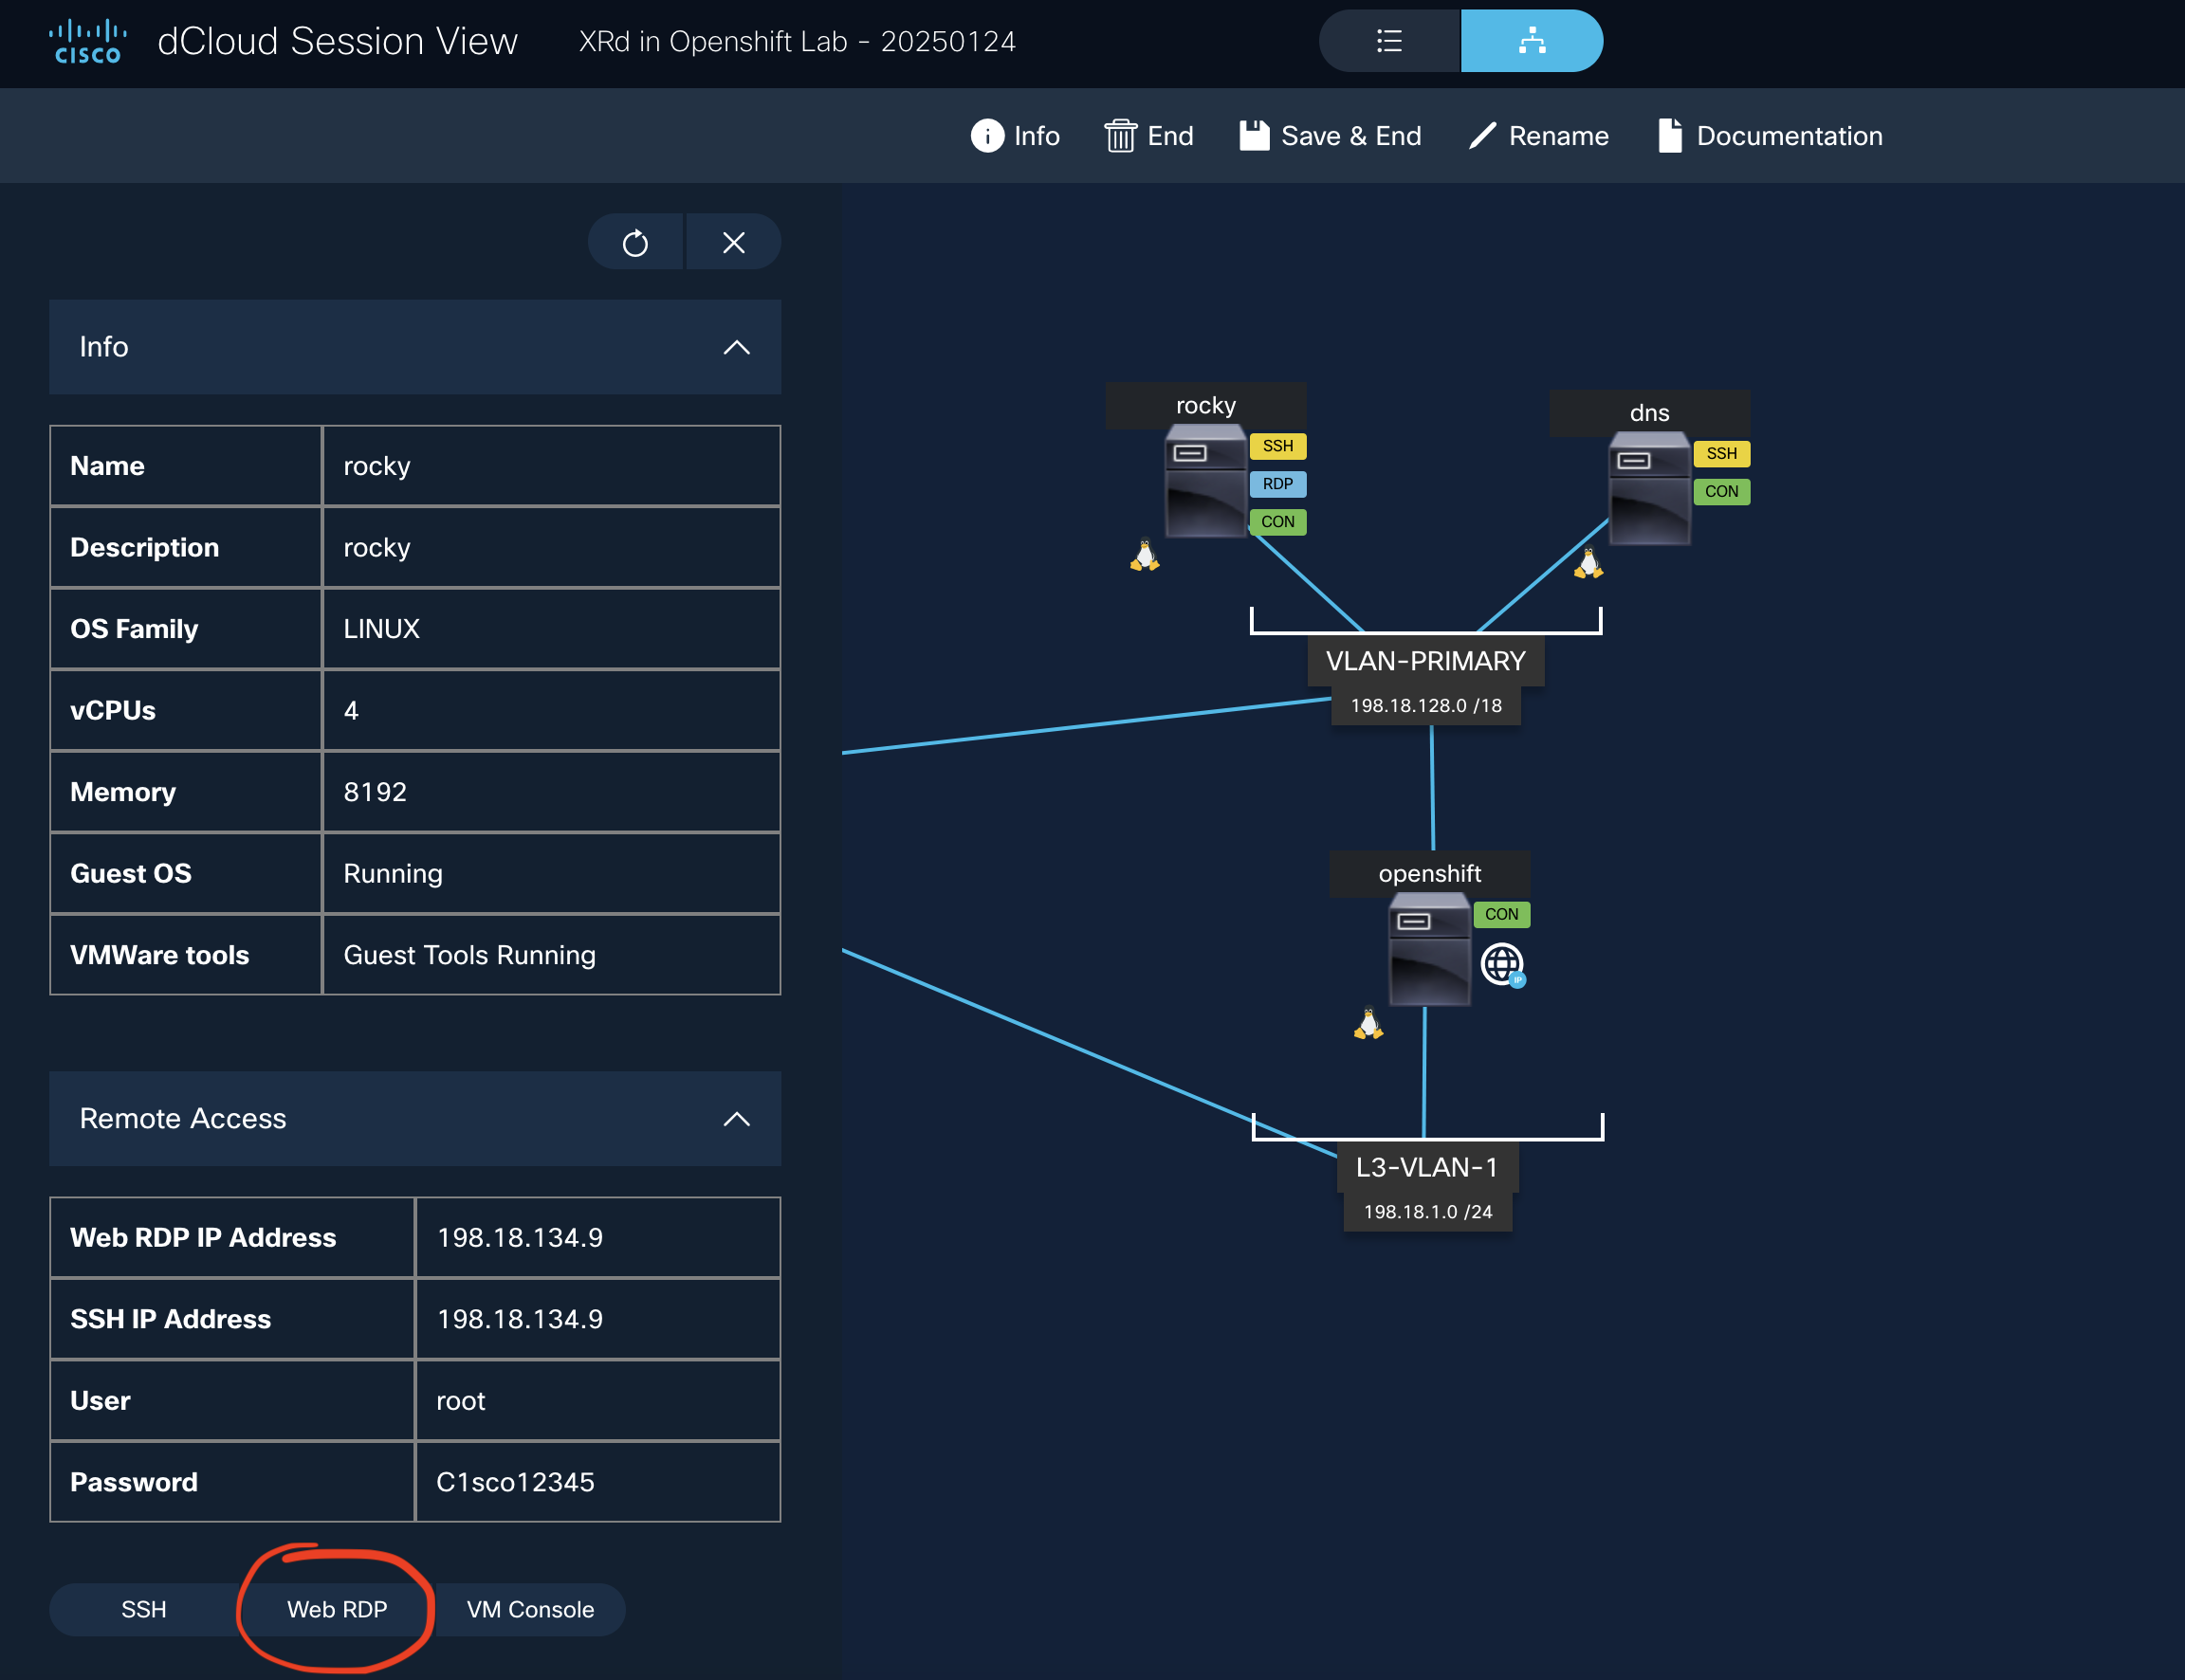 cisco dCloud Session View XRd in Openshift Lab - 20250124
i Info End Save & End Rename Documentation
Info
Name rocky
Description rocky
OS Family LINUX
vCPUs 4
Memory 8192
Guest OS Running
VMWare tools Guest Tools Running
Remote Access
Web RDP IP Address 198.18.134.9
SSH IP Address 198.18.134.9
User root
Password C1sco12345
SSH Web RDP VM Console
rocky
SSH
RDP
CON
dns
SSH
CON
VLAN-PRIMARY
198.18.128.0 /18
openshift
CON
IP
L3-VLAN-1
198.18.1.0 /24